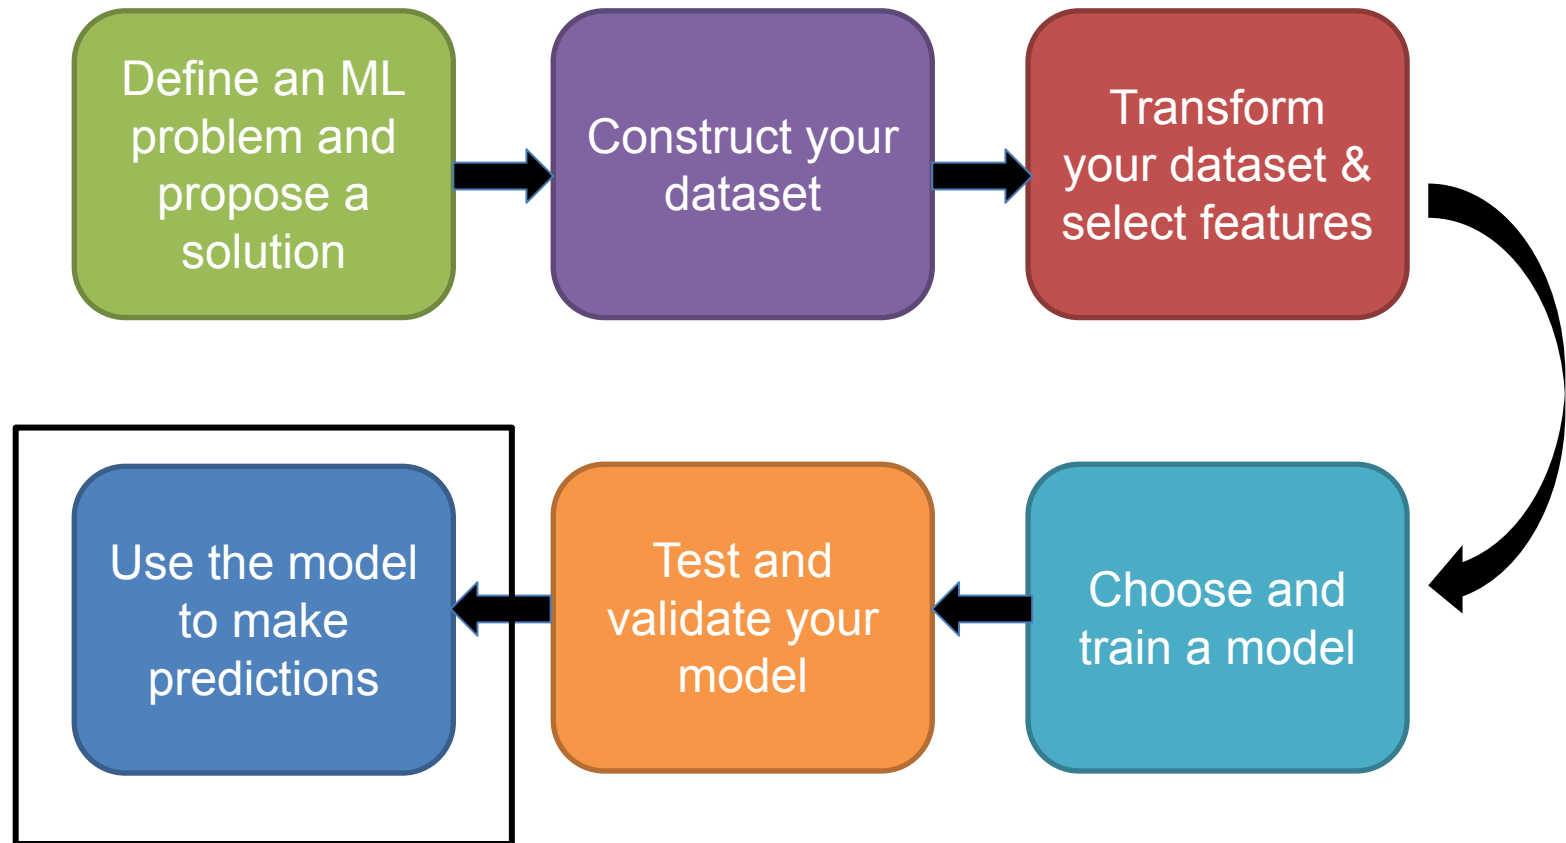 Define an ML
problem and
propose a
solution
Construct your
dataset
Transform
your dataset &
select features
Choose and
train a model
Test and
validate your
model
Use the model
to make
predictions